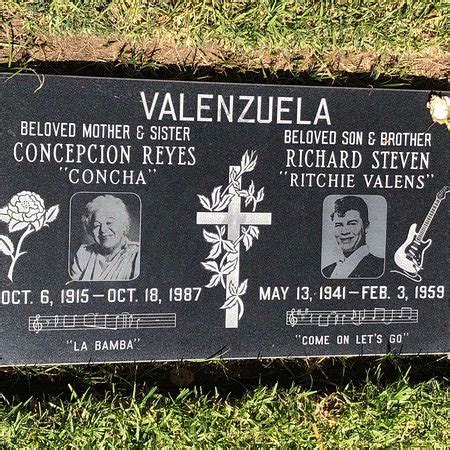 VALENZUELA
BELOVED MOTHER & SISTER
CONCEPCION REYES
"CONCHA"
OCT. 6, 1915 — OCT. 18, 1987
"LA BAMBA"
BELOVED SON & BROTHER
RICHARD STEVEN
"RITCHIE VALENS"
MAY 13, 1941 — FEB. 3, 1959
"COME ON LET'S GO"